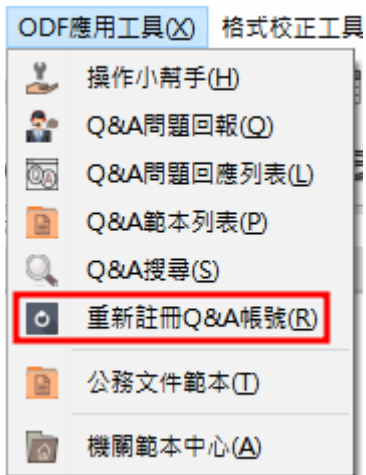 ODF應用工具(X) 格式校正工具
操作小幫手(H)
Q&A問題回報(Q)
Q&A問題回應列表(L)
Q&A範本列表(P)
Q&A搜尋(S)
重新註冊Q&A帳號(R)
公務文件範本(T)
機關範本中心(A)